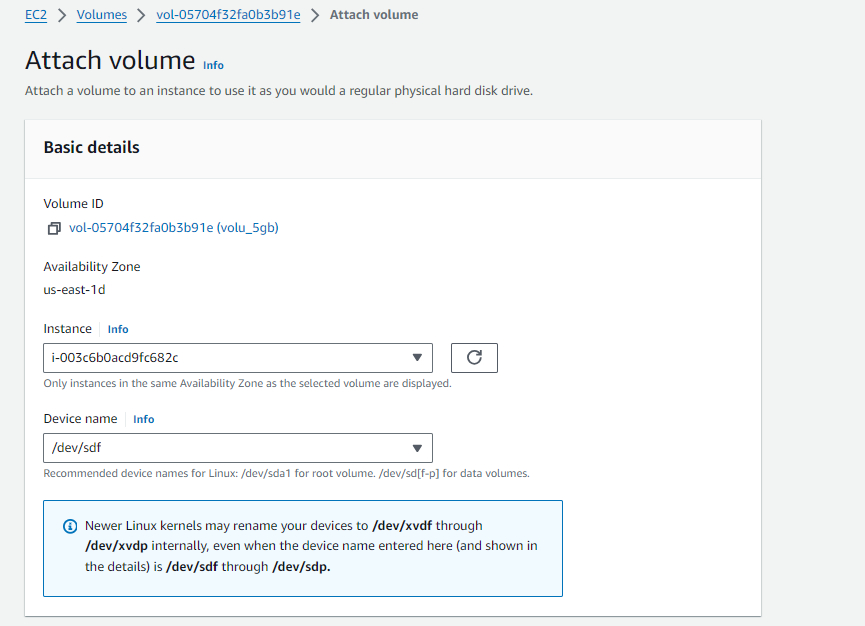 EC2 > Volumes > vol-05704f32fa0b3b91e > Attach volume
Attach volume Info
Attach a volume to an instance to use it as you would a regular physical hard disk drive.
Basic details
Volume ID
vol-05704f32fa0b3b91e (volu_5gb)
Availability Zone
us-east-1d
Instance Info
i-003c6b0acd9fc682c
Only instances in the same Availability Zone as the selected volume are displayed.
Device name Info
/dev/sdf
Recommended device names for Linux: /dev/sda1 for root volume. /dev/sd[f-p] for data volumes.
Newer Linux kernels may rename your devices to /dev/xvdf through
/dev/xvdp internally, even when the device name entered here (and shown in
the details) is /dev/sdf through /dev/sdp.